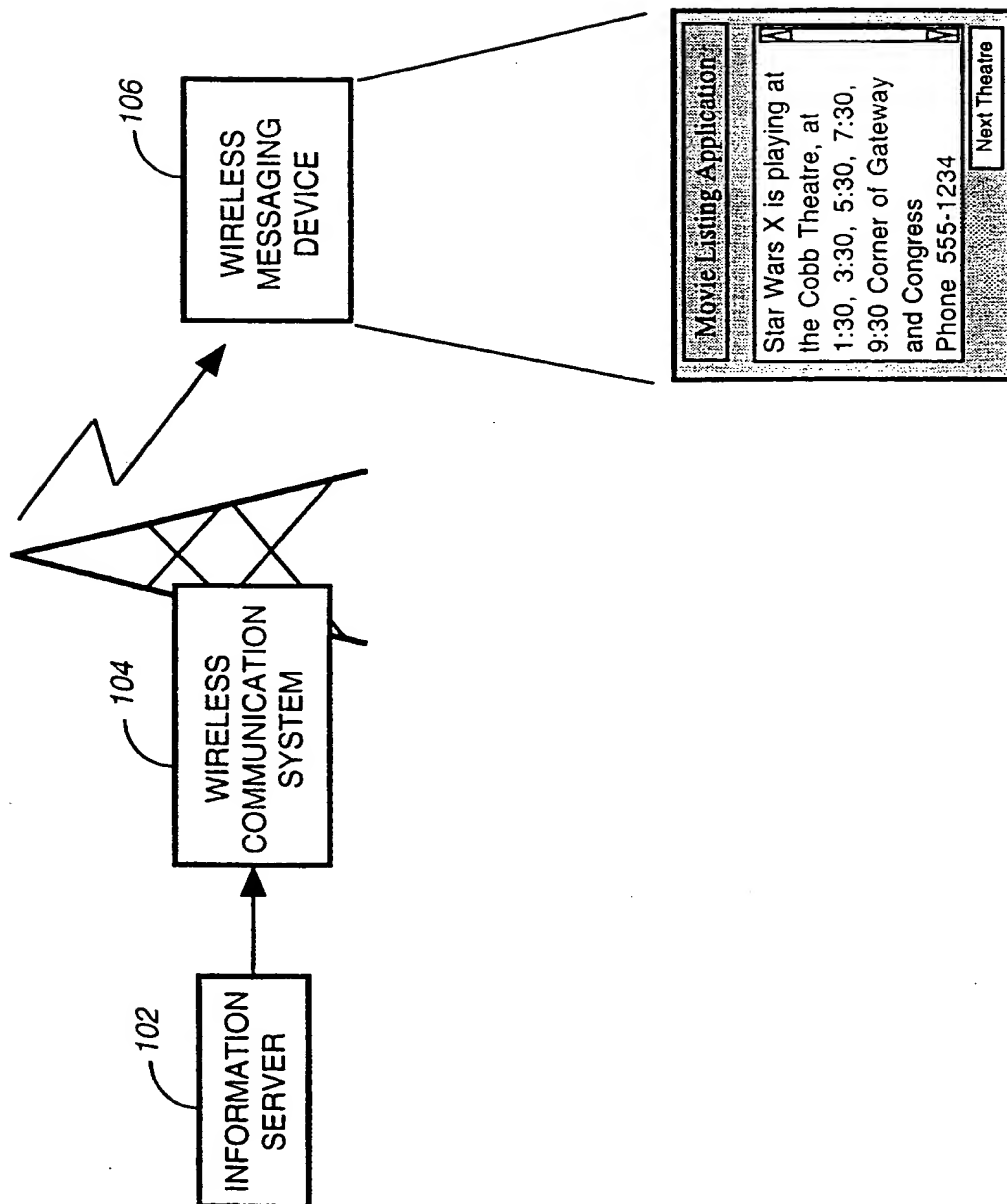 102
INFORMATION
SERVER
104
WIRELESS
COMMUNICATION
SYSTEM
106
WIRELESS
MESSAGING
DEVICE
Movie Listing Application
Star Wars X is playing at
the Cobb Theatre, at
1:30, 3:30, 5:30, 7:30,
9:30 Corner of Gateway
and Congress
Phone 555-1234
Next Theatre